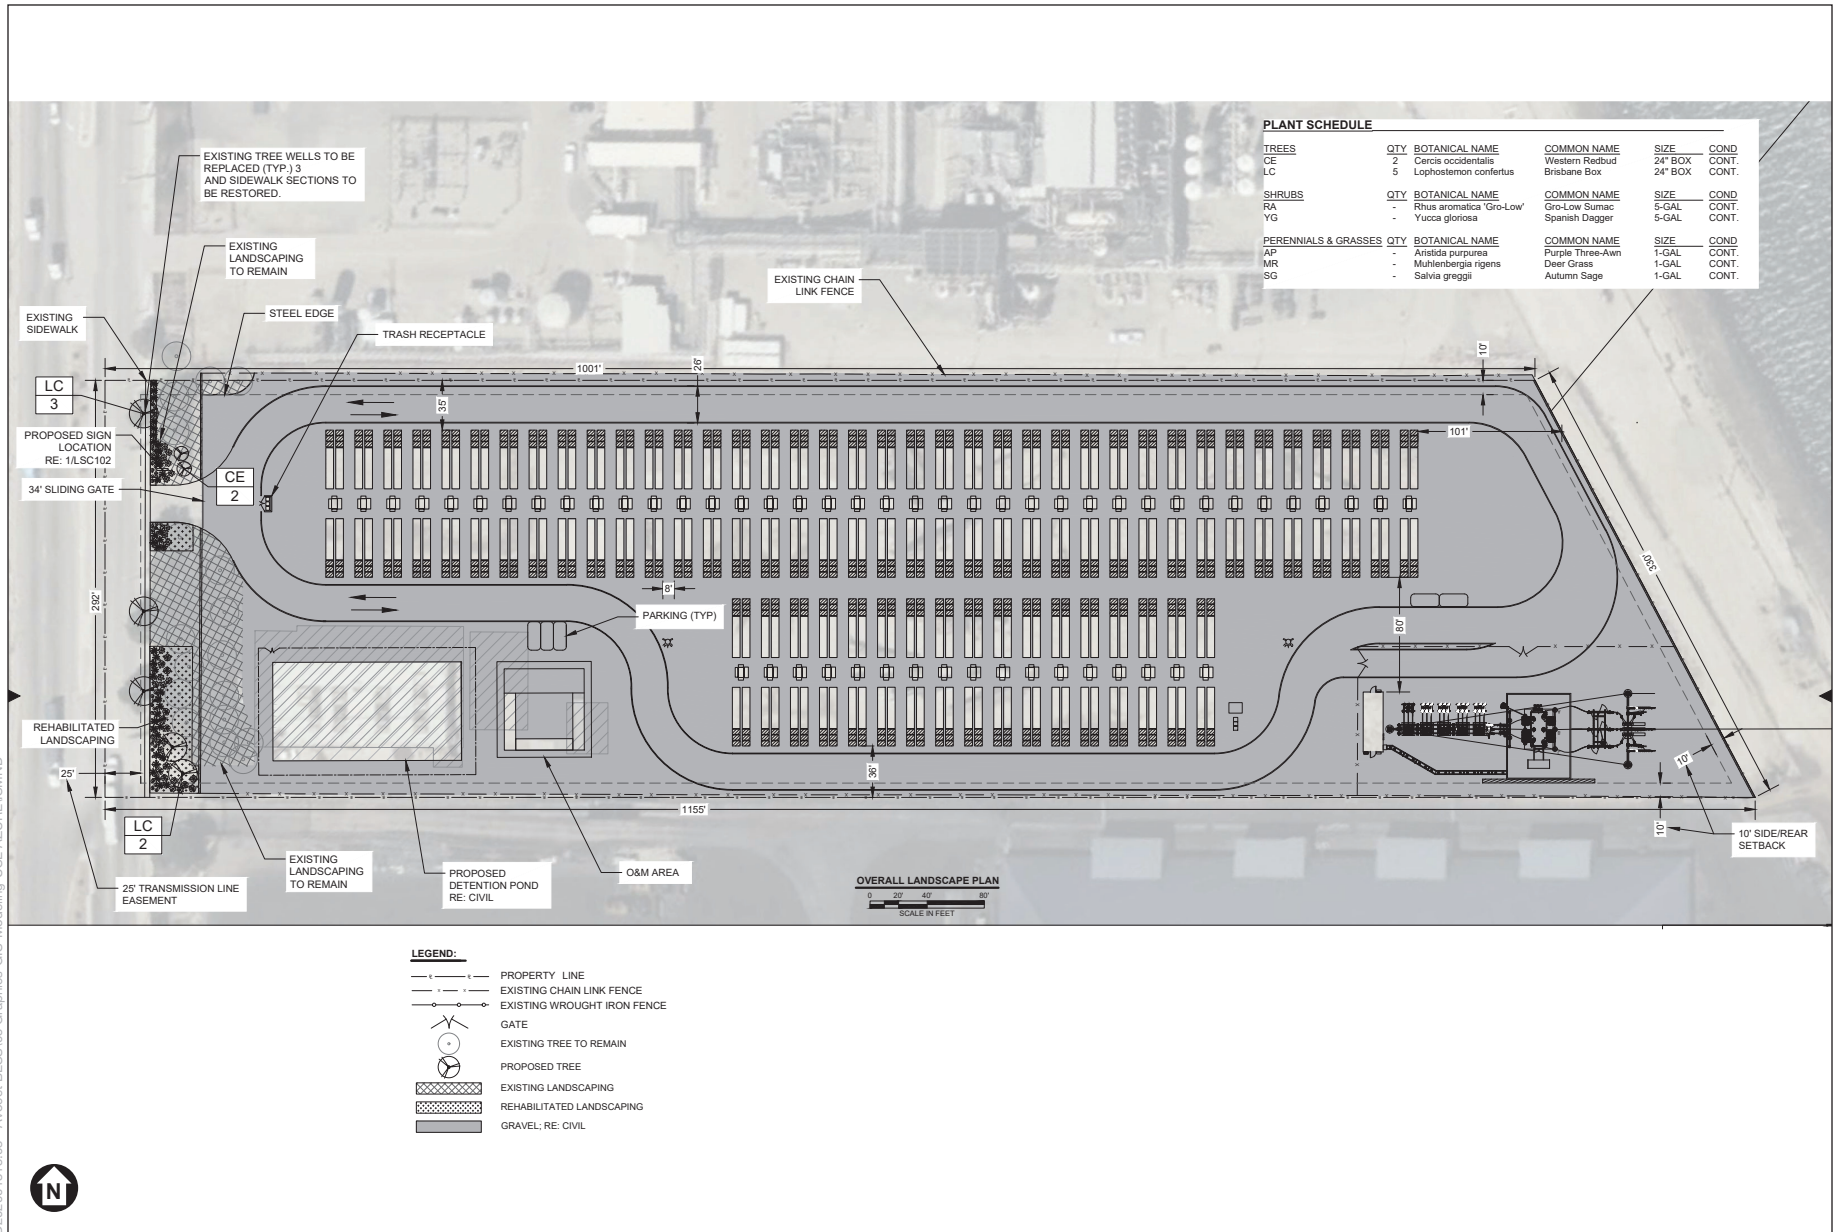 PLANT SCHEDULE
TREES QTY BOTANICAL NAME COMMON NAME SIZE COND
CE 2 Cercis occidentalis Western Redbud 24" BOX CONT.
LC 5 Lophostemon confertus Brisbane Box 24" BOX CONT.
SHRUBS QTY BOTANICAL NAME COMMON NAME SIZE COND
RA - Rhus aromatica 'Gro-Low' Gro-Low Sumac 5-GAL CONT.
YG - Yucca gloriosa Spanish Dagger 5-GAL CONT.
PERENNIALS & GRASSES QTY BOTANICAL NAME COMMON NAME SIZE COND
AP - Aristida purpurea Purple Three-Awn 1-GAL CONT.
MR - Muhlenbergia rigens Deer Grass 1-GAL CONT.
SG - Salvia greggii Autumn Sage 1-GAL CONT.
EXISTING TREE WELLS TO BE
REPLACED (TYP.) 3
AND SIDEWALK SECTIONS TO
BE RESTORED.
EXISTING
LANDSCAPING
TO REMAIN
EXISTING CHAIN
LINK FENCE
EXISTING
SIDEWALK
STEEL EDGE
TRASH RECEPTACLE
1001'
26'
10'
LC
3
35'
PROPOSED SIGN
LOCATION
RE: 1/LSC102
101'
CE
2
34' SLIDING GATE
330'
292'
8'
PARKING (TYP)
80'
REHABILITATED
LANDSCAPING
25'
36'
10'
1155'
10'
LC
2
10' SIDE/REAR
SETBACK
EXISTING
LANDSCAPING
TO REMAIN
PROPOSED
DETENTION POND
RE: CIVIL
O&M AREA
25' TRANSMISSION LINE
EASEMENT
OVERALL LANDSCAPE PLAN
0 20' 40' 80'
SCALE IN FEET
LEGEND:
PROPERTY LINE
EXISTING CHAIN LINK FENCE
EXISTING WROUGHT IRON FENCE
GATE
EXISTING TREE TO REMAIN
PROPOSED TREE
EXISTING LANDSCAPING
REHABILITATED LANDSCAPING
GRAVEL; RE: CIVIL
N